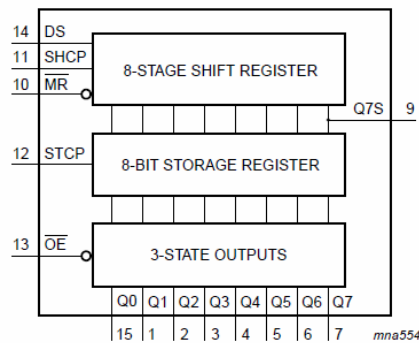 14 DS
11 SHCP
8-STAGE SHIFT REGISTER
10 M̅R̅
Q7S 9
12 STCP
8-BIT STORAGE REGISTER
13 O̅E̅
3-STATE OUTPUTS
Q0 Q1 Q2 Q3 Q4 Q5 Q6 Q7
15 1 2 3 4 5 6 7
mna554